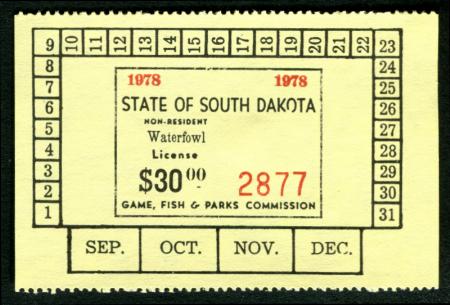 9 10 11 12 13 14 15 16 17 18 19 20 21 22 23
8 24
7 1978 1978 25
6 STATE OF SOUTH DAKOTA 26
5 NON-RESIDENT 27
4 Waterfowl 28
3 License 29
2 $30.00 2877 30
1 GAME, FISH & PARKS COMMISSION 31
SEP. OCT. NOV. DEC.